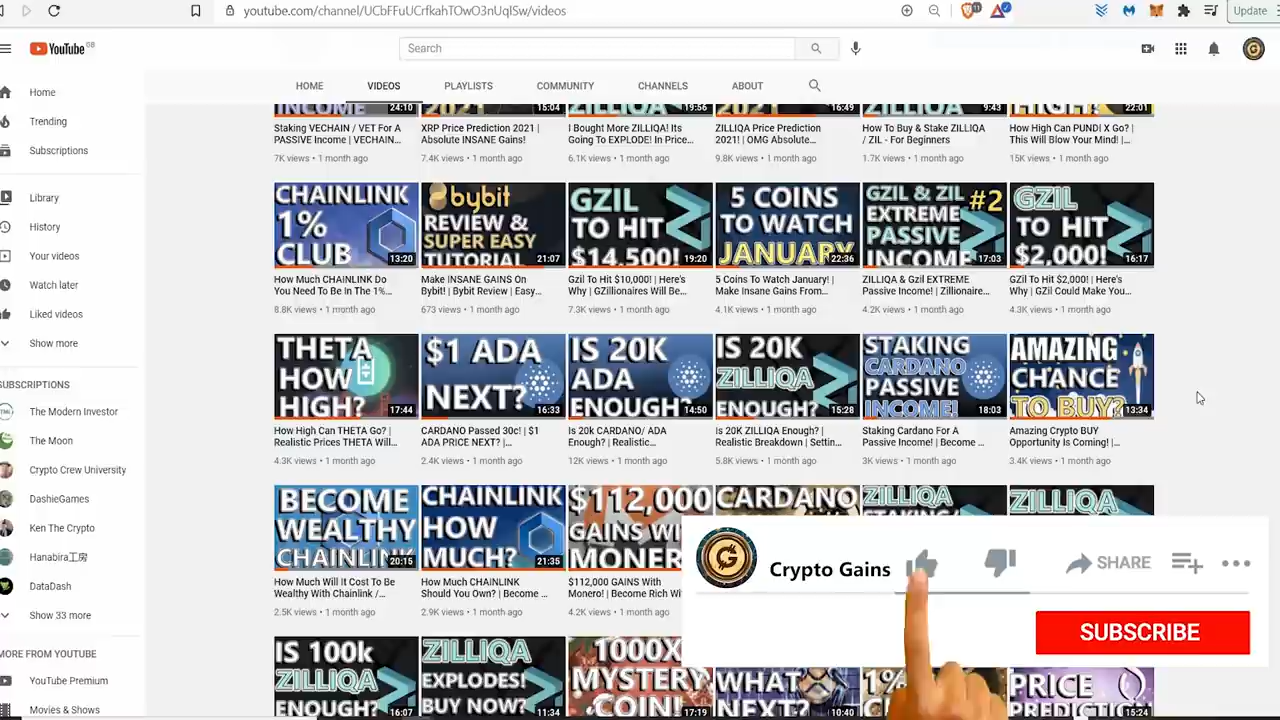 youtube.com/channel/UCbFFuUCrfkahTOwO3nUqlSw/videos
Update
YouTube GB
Search
HOME VIDEOS PLAYLISTS COMMUNITY CHANNELS ABOUT
Home
Trending
Subscriptions
Library
History
Your videos
Watch later
Liked videos
Show more
SUBSCRIPTIONS
The Modern Investor
The Moon
Crypto Crew University
DashieGames
Ken The Crypto
Hanabira工房
DataDash
Show 33 more
MORE FROM YOUTUBE
YouTube Premium
Movies & Shows
INCOME 24:10
2021 15:04
ZILLIQA 19:56
2021 16:49
ZILLIQA 9:43
HIGH? 22:01
Staking VECHAIN / VET For A
PASSIVE Income! | VECHAIN...
7K views • 1 month ago
XRP Price Prediction 2021 |
Absolute INSANE Gains!
7.4K views • 1 month ago
I Bought More ZILLIQA! Its
Going To EXPLODE! In Price...
6.1K views • 1 month ago
ZILLIQA Price Prediction
2021! | OMG Absolute...
9.8K views • 1 month ago
How To Buy & Stake ZILLIQA
/ ZIL - For Beginners
1.7K views • 1 month ago
How High Can PUNDI X Go? |
This Will Blow Your Mind! |...
15K views • 1 month ago
CHAINLINK
1%
CLUB
13:20
bybit
REVIEW &
SUPER EASY
TUTORIAL
21:07
GZIL
TO HIT
$14,500!
19:20
5 COINS
TO WATCH
JANUARY!
22:36
GZIL & ZIL #2
EXTREME
PASSIVE
INCOME
17:03
GZIL
TO HIT
$2,000!
16:17
How Much CHAINLINK Do
You Need To Be In The 1%...
8.8K views • 1 month ago
Make INSANE GAINS On
Bybit! | Bybit Review | Easy...
673 views • 1 month ago
Gzil To Hit $10,000! | Here's
Why | GZillionaires Will Be...
7.3K views • 1 month ago
5 Coins To Watch January! |
Make Insane Gains From...
4.1K views • 1 month ago
ZILLIQA & Gzil EXTREME
Passive Income! | Zillionaire...
4.2K views • 1 month ago
Gzil To Hit $2,000! | Here's
Why | GZil Could Make You...
4.3K views • 1 month ago
THETA
HOW
HIGH?
17:44
$1 ADA
NEXT?
16:33
IS 20K
ADA
ENOUGH?
14:50
IS 20K
ZILLIQA
ENOUGH?
15:28
STAKING
CARDANO
PASSIVE
INCOME!
18:03
AMAZING
CHANCE
TO BUY?
13:34
How High Can THETA Go? |
Realistic Prices THETA Will...
4.3K views • 1 month ago
CARDANO Passed 30c! | $1
ADA PRICE NEXT? |...
2.4K views • 1 month ago
Is 20k CARDANO/ ADA
Enough? | Realistic...
12K views • 1 month ago
Is 20K ZILLIQA Enough? |
Realistic Breakdown | Settin...
5.8K views • 1 month ago
Staking Cardano For A
Passive Income! | Become ...
3K views • 1 month ago
Amazing Crypto BUY
Opportunity Is Coming! |...
3.4K views • 1 month ago
BECOME
WEALTHY
CHAINLINK
20:15
CHAINLINK
HOW
MUCH?
21:35
$112,000
GAINS WI
MONER
CARDANO
ZILLIQA
STAKING
ZILLIQA
How Much Will It Cost To Be
Wealthy With Chainlink /...
2.5K views • 1 month ago
How Much CHAINLINK
Should You Own? | Become ...
2.9K views • 1 month ago
$112,000 GAINS With
Monero! | Become Rich Wi
4.2K views • 1 month ago
Crypto Gains
SHARE
SUBSCRIBE
IS 100k
ZILLIQA
16:07
ZILLIQA
EXPLODES!
BUY NOW?
11:34
1000X
MYSTERY
COIN!
17:19
WHAT
NEXT?
10:40
1%
PRICE
PREDICTION
15:24